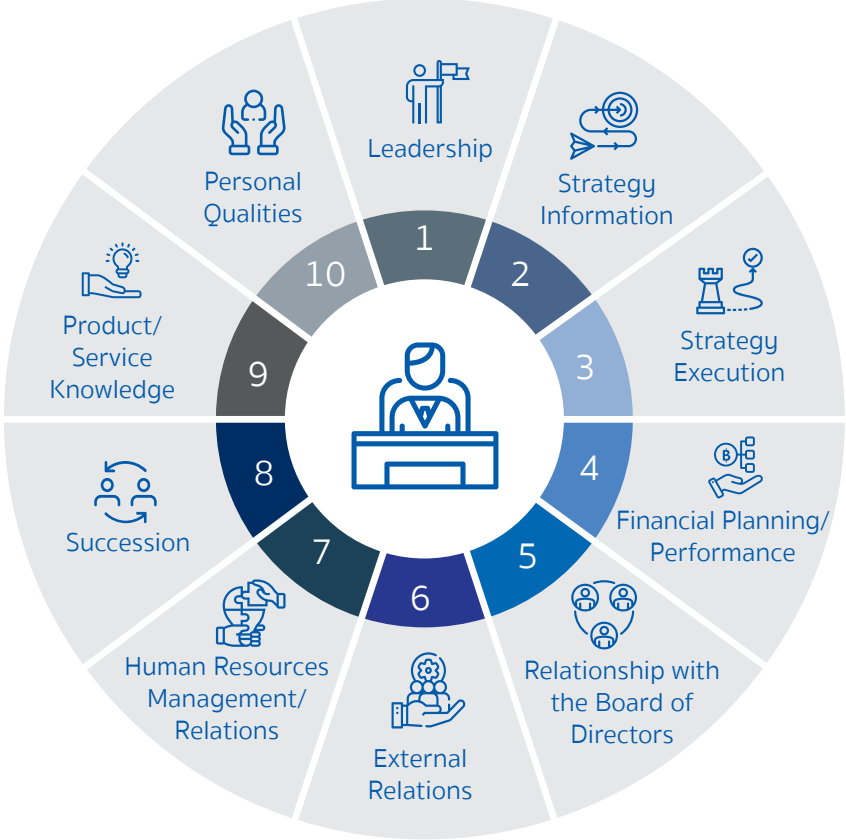 1
Leadership
2
Strategy
Information
3
Strategy
Execution
4
Financial Planning/
Performance
5
Relationship with
the Board of
Directors
6
External
Relations
7
Human Resources
Management/
Relations
8
Succession
9
Product/
Service
Knowledge
10
Personal
Qualities